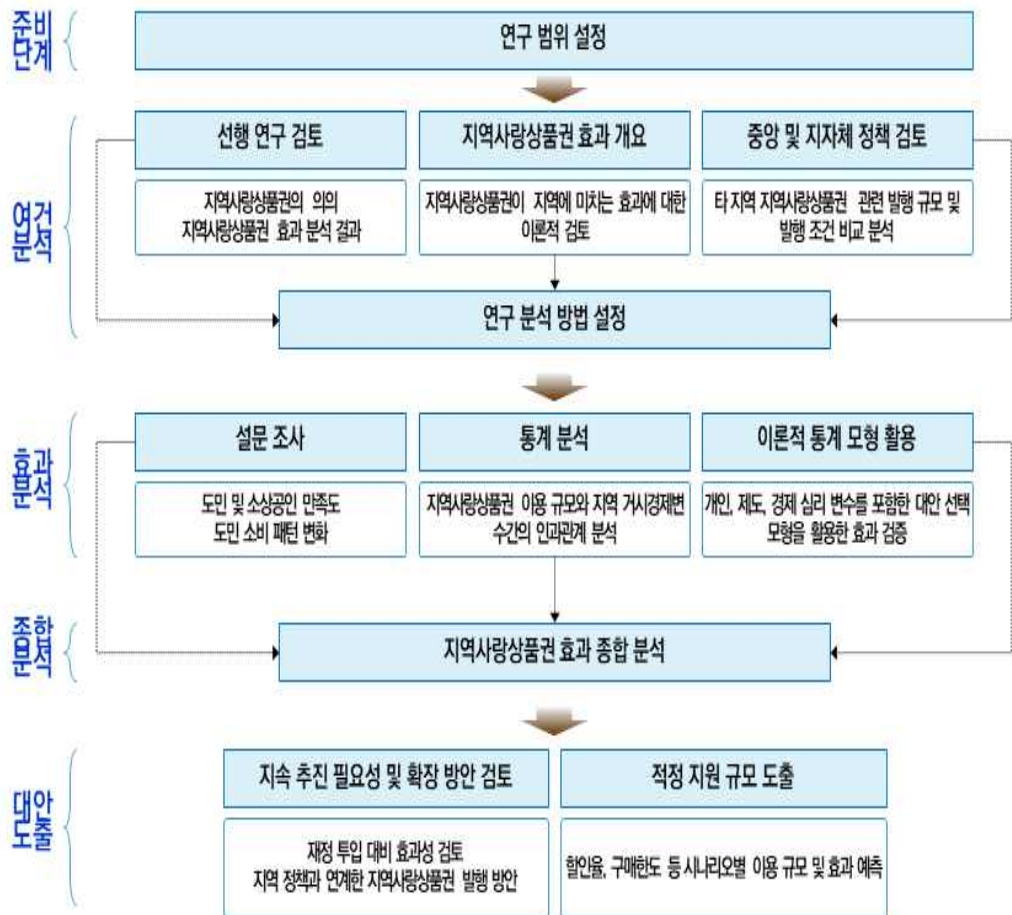 준비
단계
연구 범위 설정
여건
분석
선행 연구 검토
지역사랑상품권의 의의
지역사랑상품권 효과 분석 결과
지역사랑상품권 효과 개요
지역사랑상품권이 지역에 미치는 효과에 대한
이론적 검토
중앙 및 지자체 정책 검토
타 지역 지역사랑상품권 관련 발행 규모 및
발행 조건 비교 분석
연구 분석 방법 설정
효과
분석
설문 조사
도민 및 소상공인 만족도
도민 소비 패턴 변화
통계 분석
지역사랑상품권 이용 규모와 지역 거시경제변
수간의 인과관계 분석
이론적 통계 모형 활용
개인, 제도, 경제 심리 변수를 포함한 대안 선택
모형을 활용한 효과 검증
종합
분석
지역사랑상품권 효과 종합 분석
대안
도출
지속 추진 필요성 및 확장 방안 검토
재정 투입 대비 효과성 검토
지역 정책과 연계한 지역사랑상품권 발행 방안
적정 지원 규모 도출
할인율, 구매한도 등 시나리오별 이용 규모 및 효과 예측